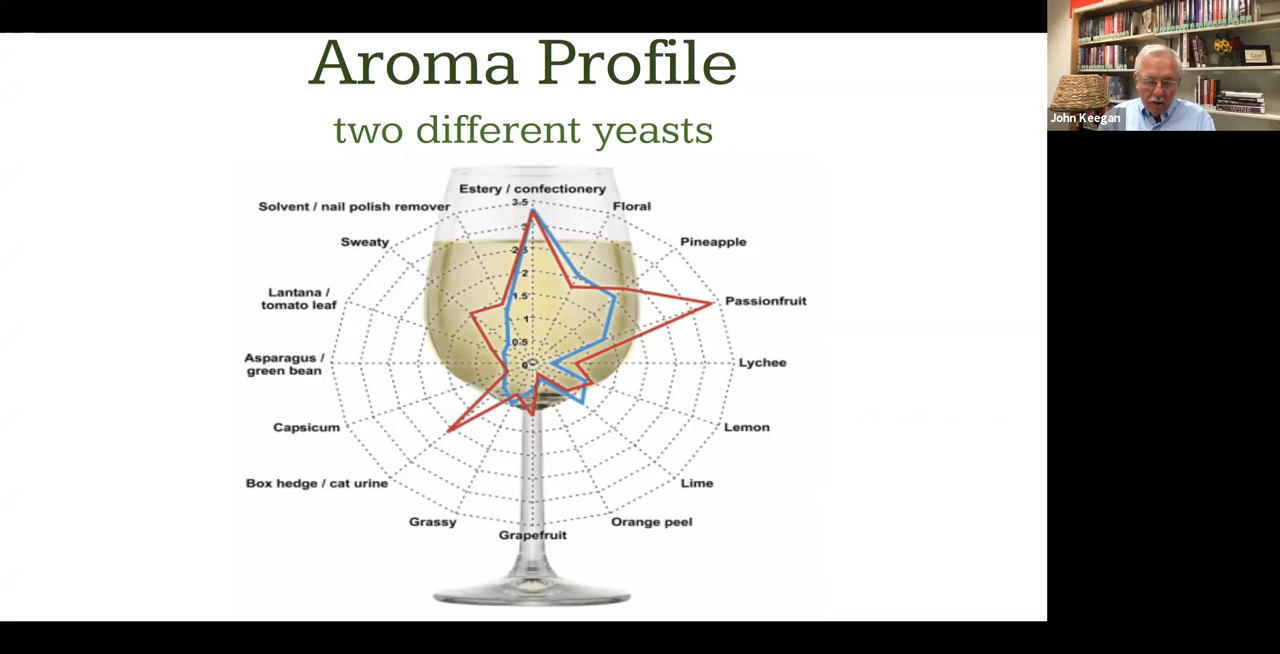 Aroma Profile
two different yeasts
Estery / confectionery
Solvent / nail polish remover
3.5
Floral
Sweaty
3
Pineapple
2.5
2
Lantana /
tomato leaf
1.5
Passionfruit
1
0.5
Asparagus /
green bean
0
Lychee
Capsicum
Lemon
Box hedge / cat urine
Lime
Grassy
Orange peel
Grapefruit
John Keegan
WINE